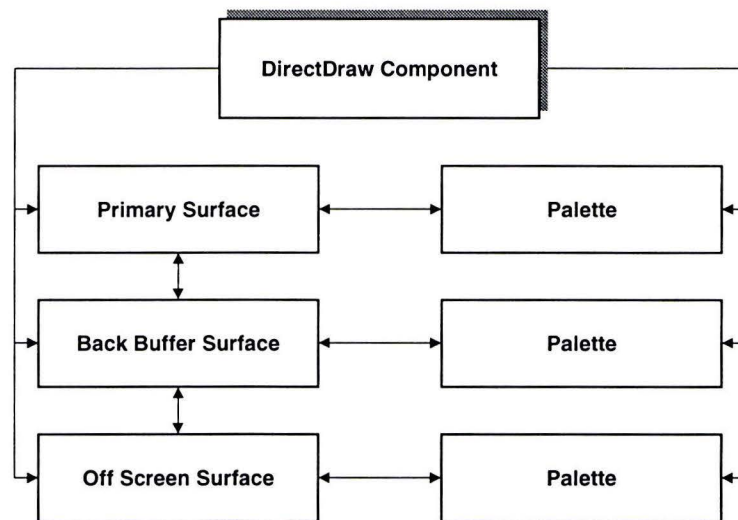 DirectDraw Component
Primary Surface
Palette
Back Buffer Surface
Palette
Off Screen Surface
Palette